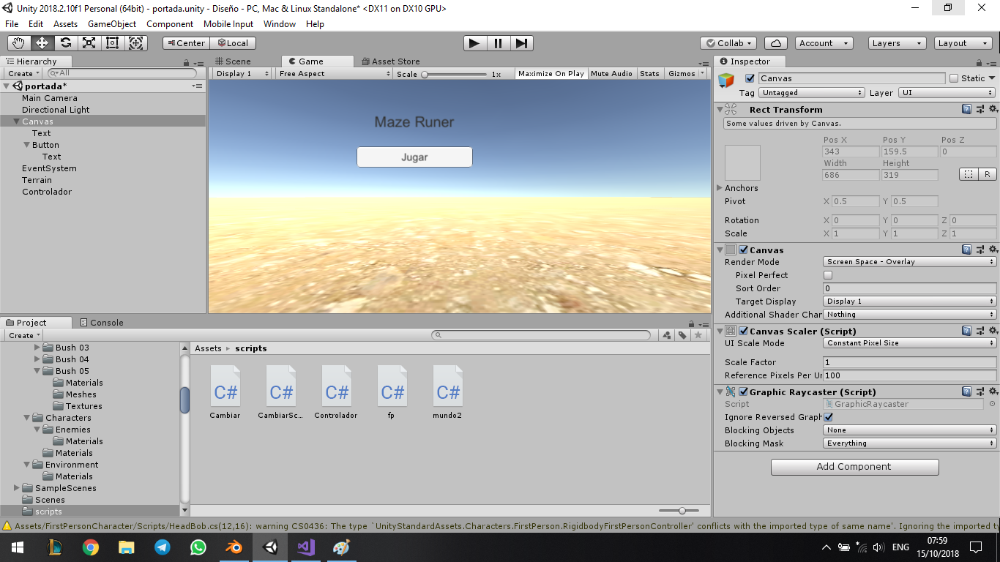 Unity 2018.2.10f1 Personal (64bit) - portada.unity - Diseño - PC, Mac & Linux Standalone* <DX11 on DX10 GPU>
File Edit Assets GameObject Component Mobile Input Window Help
Center Local Collab Account Layers Layout
Hierarchy
Create All
portada*
Main Camera
Directional Light
Canvas
Text
Button
Text
EventSystem
Terrain
Controlador
Scene Game Asset Store
Display 1 Free Aspect Scale 1x Maximize On Play Mute Audio Stats Gizmos
Maze Runer
Jugar
Inspector
Canvas Static
Tag Untagged Layer UI
Rect Transform
Some values driven by Canvas.
Pos X Pos Y Pos Z
343 159.5 0
Width Height
686 319 R
Anchors
Pivot X 0.5 Y 0.5
Rotation X 0 Y 0 Z 0
Scale X 1 Y 1 Z 1
Canvas
Render Mode Screen Space - Overlay
Pixel Perfect
Sort Order 0
Target Display Display 1
Additional Shader Char Nothing
Canvas Scaler (Script)
UI Scale Mode Constant Pixel Size
Scale Factor 1
Reference Pixels Per Ur 100
Graphic Raycaster (Script)
Script GraphicRaycaster
Ignore Reversed Graph
Blocking Objects None
Blocking Mask Everything
Add Component
Project Console
Create
Bush 03
Bush 04
Bush 05
Materials
Meshes
Textures
Characters
Enemies
Materials
Materials
Environment
Materials
SampleScenes
Scenes
scripts
Assets scripts
C# C# C# C# C#
Cambiar CambiarSc... Controlador fp mundo2
Assets/FirstPersonCharacter/Scripts/HeadBob.cs(12,16): warning CS0436: The type `UnityStandardAssets.Characters.FirstPerson.RigidbodyFirstPersonController' conflicts with the imported type of same name'. Ignoring the imported ty
ENG
07:59
15/10/2018